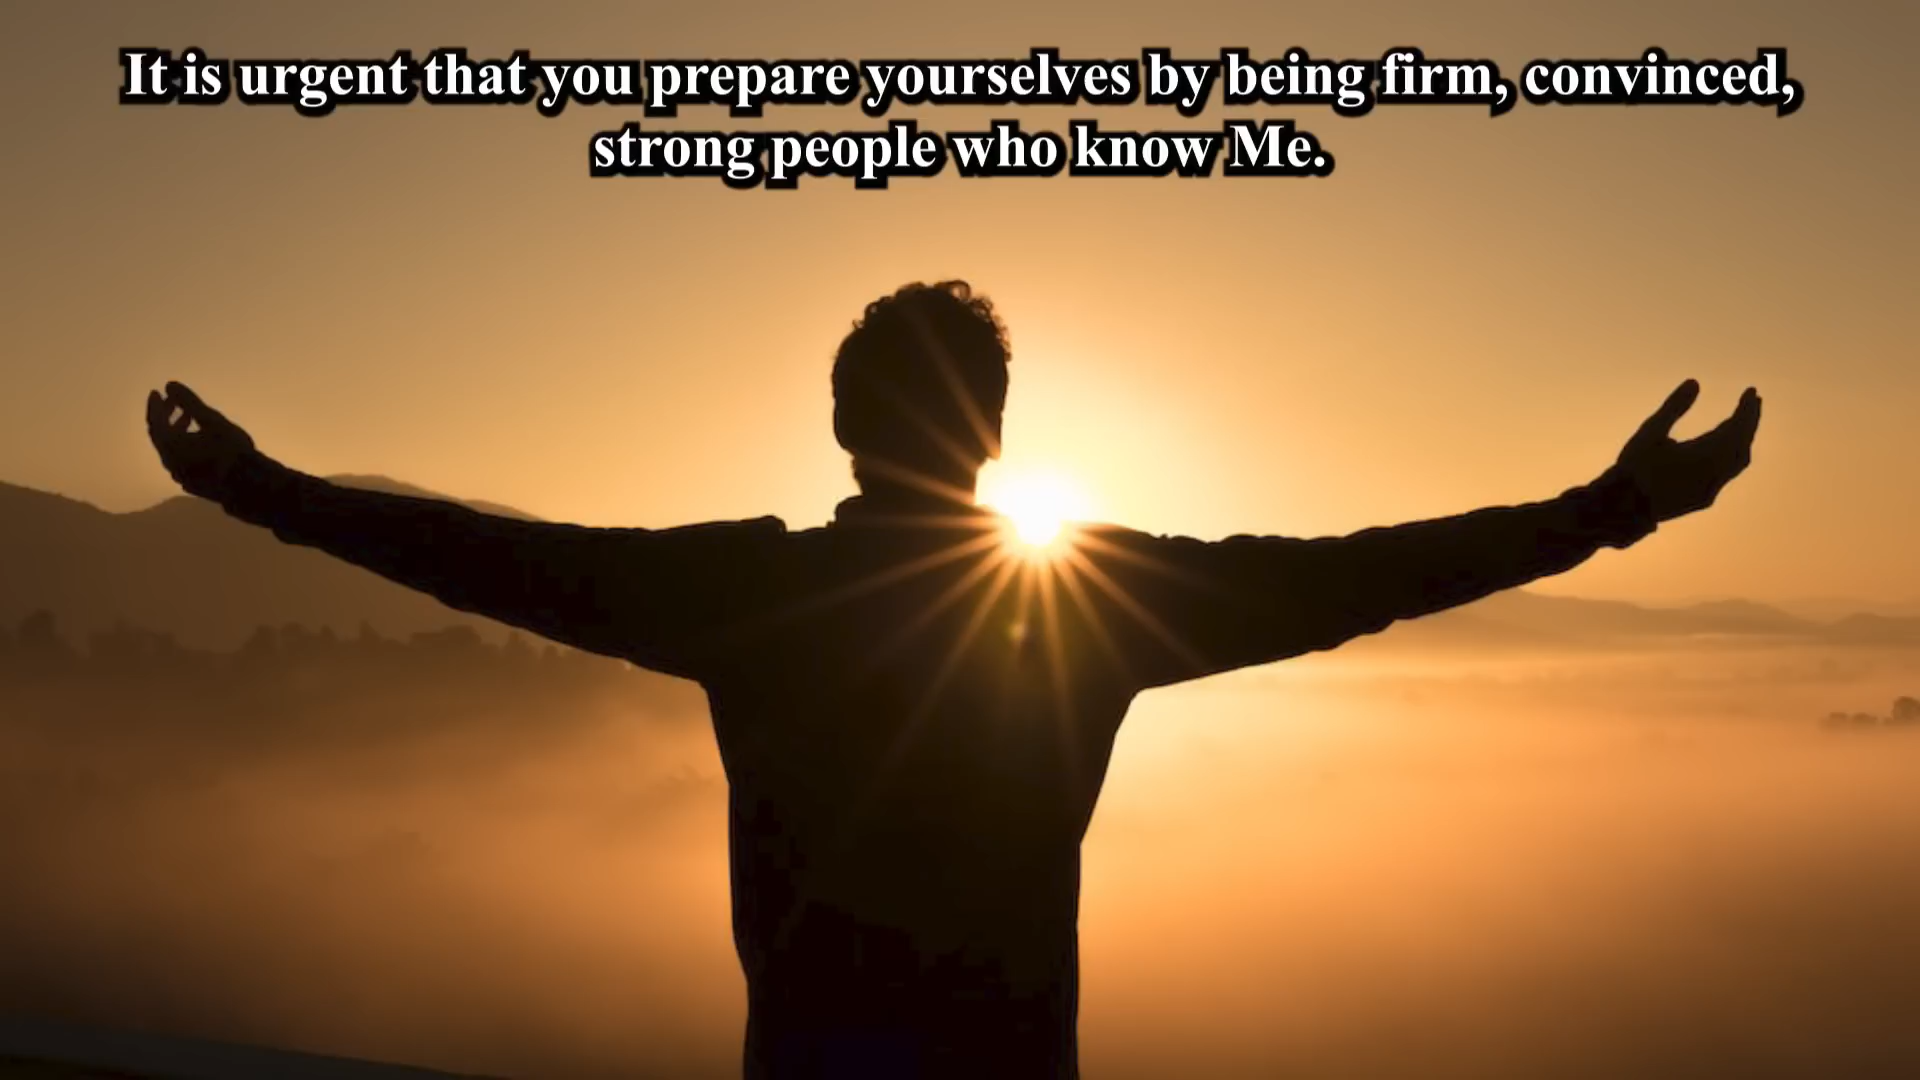 It is urgent that you prepare yourselves by being firm, convinced,
strong people who know Me.